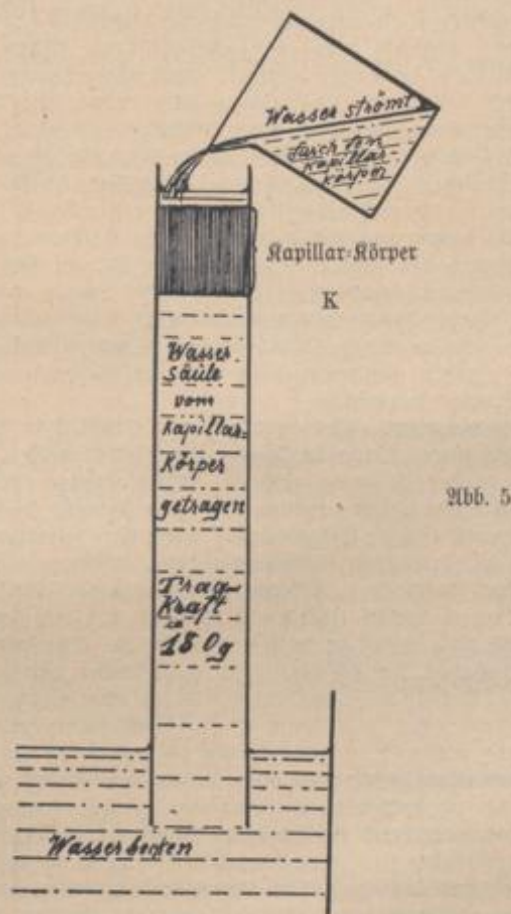 Wasser strömt
durch den
Kapillar-
körper
Kapillar=Körper
K
Wasser
säule
vom
Kapillar=
Körper
getragen
Abb. 5
Trag-
Kraft
ca
180g
Wasserbecken